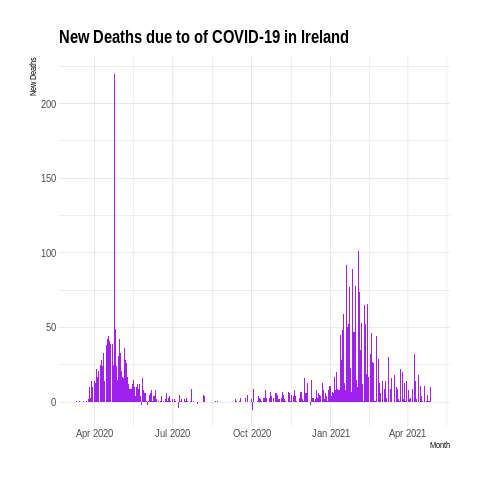 New Deaths due to of COVID-19 in Ireland
New Deaths
200
150
100
50
0
Apr 2020 Jul 2020 Oct 2020 Jan 2021 Apr 2021
Month